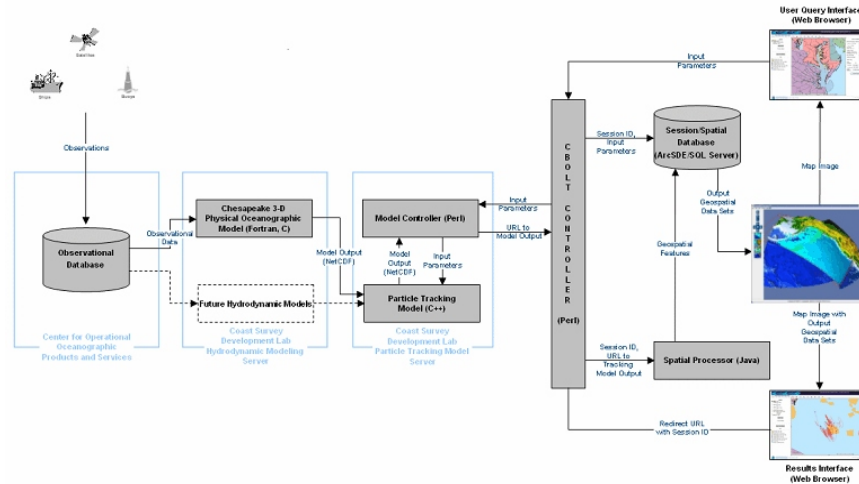 User Query Interface
(Web Browser)
Satellites
Ships
Buoys
Observations
Input
Parameters
C
B
O
L
T
C
O
N
T
R
O
L
L
E
R
(Perl)
Session ID,
Input
Parameters
Session/Spatial
Database
(ArcSDE/SQL Server)
Map Image
Output
Geospatial
Data Sets
Chesapeake 3-D
Physical Oceanographic
Model (Fortran, C)
Model Controller (Perl)
Input
Parameters
URL to
Model Output
Observational
Database
Observational
Data
Model Output
(NetCDF)
Model
Output
(NetCDF)
Input
Parameters
Geospatial
Features
Future Hydrodynamic Models
Particle Tracking
Model (C++)
Map Image with
Output
Geospatial
Data Sets
Center for Operational
Oceanographic
Products and Services
Coast Survey
Development Lab
Hydrodynamic Modeling
Server
Coast Survey
Development Lab
Particle Tracking Model
Server
Session ID,
URL to
Tracking
Model Output
Spatial Processor (Java)
Redirect URL
with Session ID
Results Interface
(Web Browser)